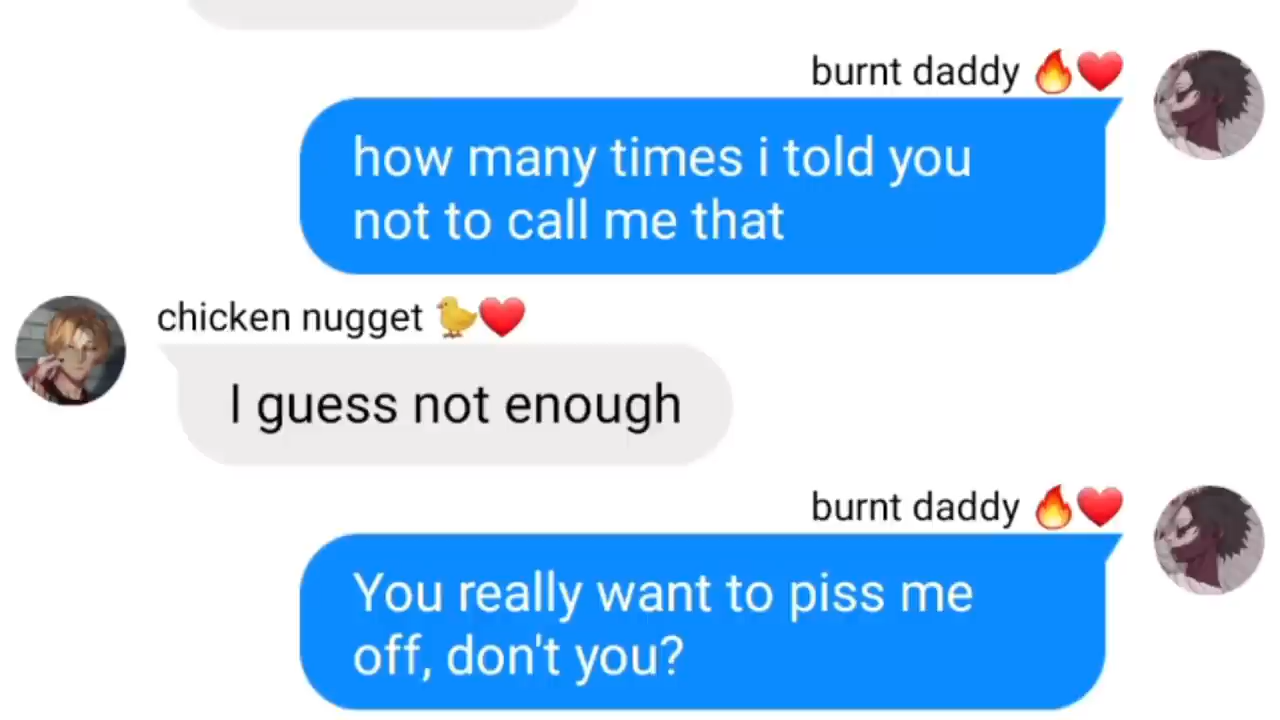 burnt daddy 🔥❤️
how many times i told you
not to call me that
chicken nugget 🐤❤️
I guess not enough
burnt daddy 🔥❤️
You really want to piss me
off, don't you?